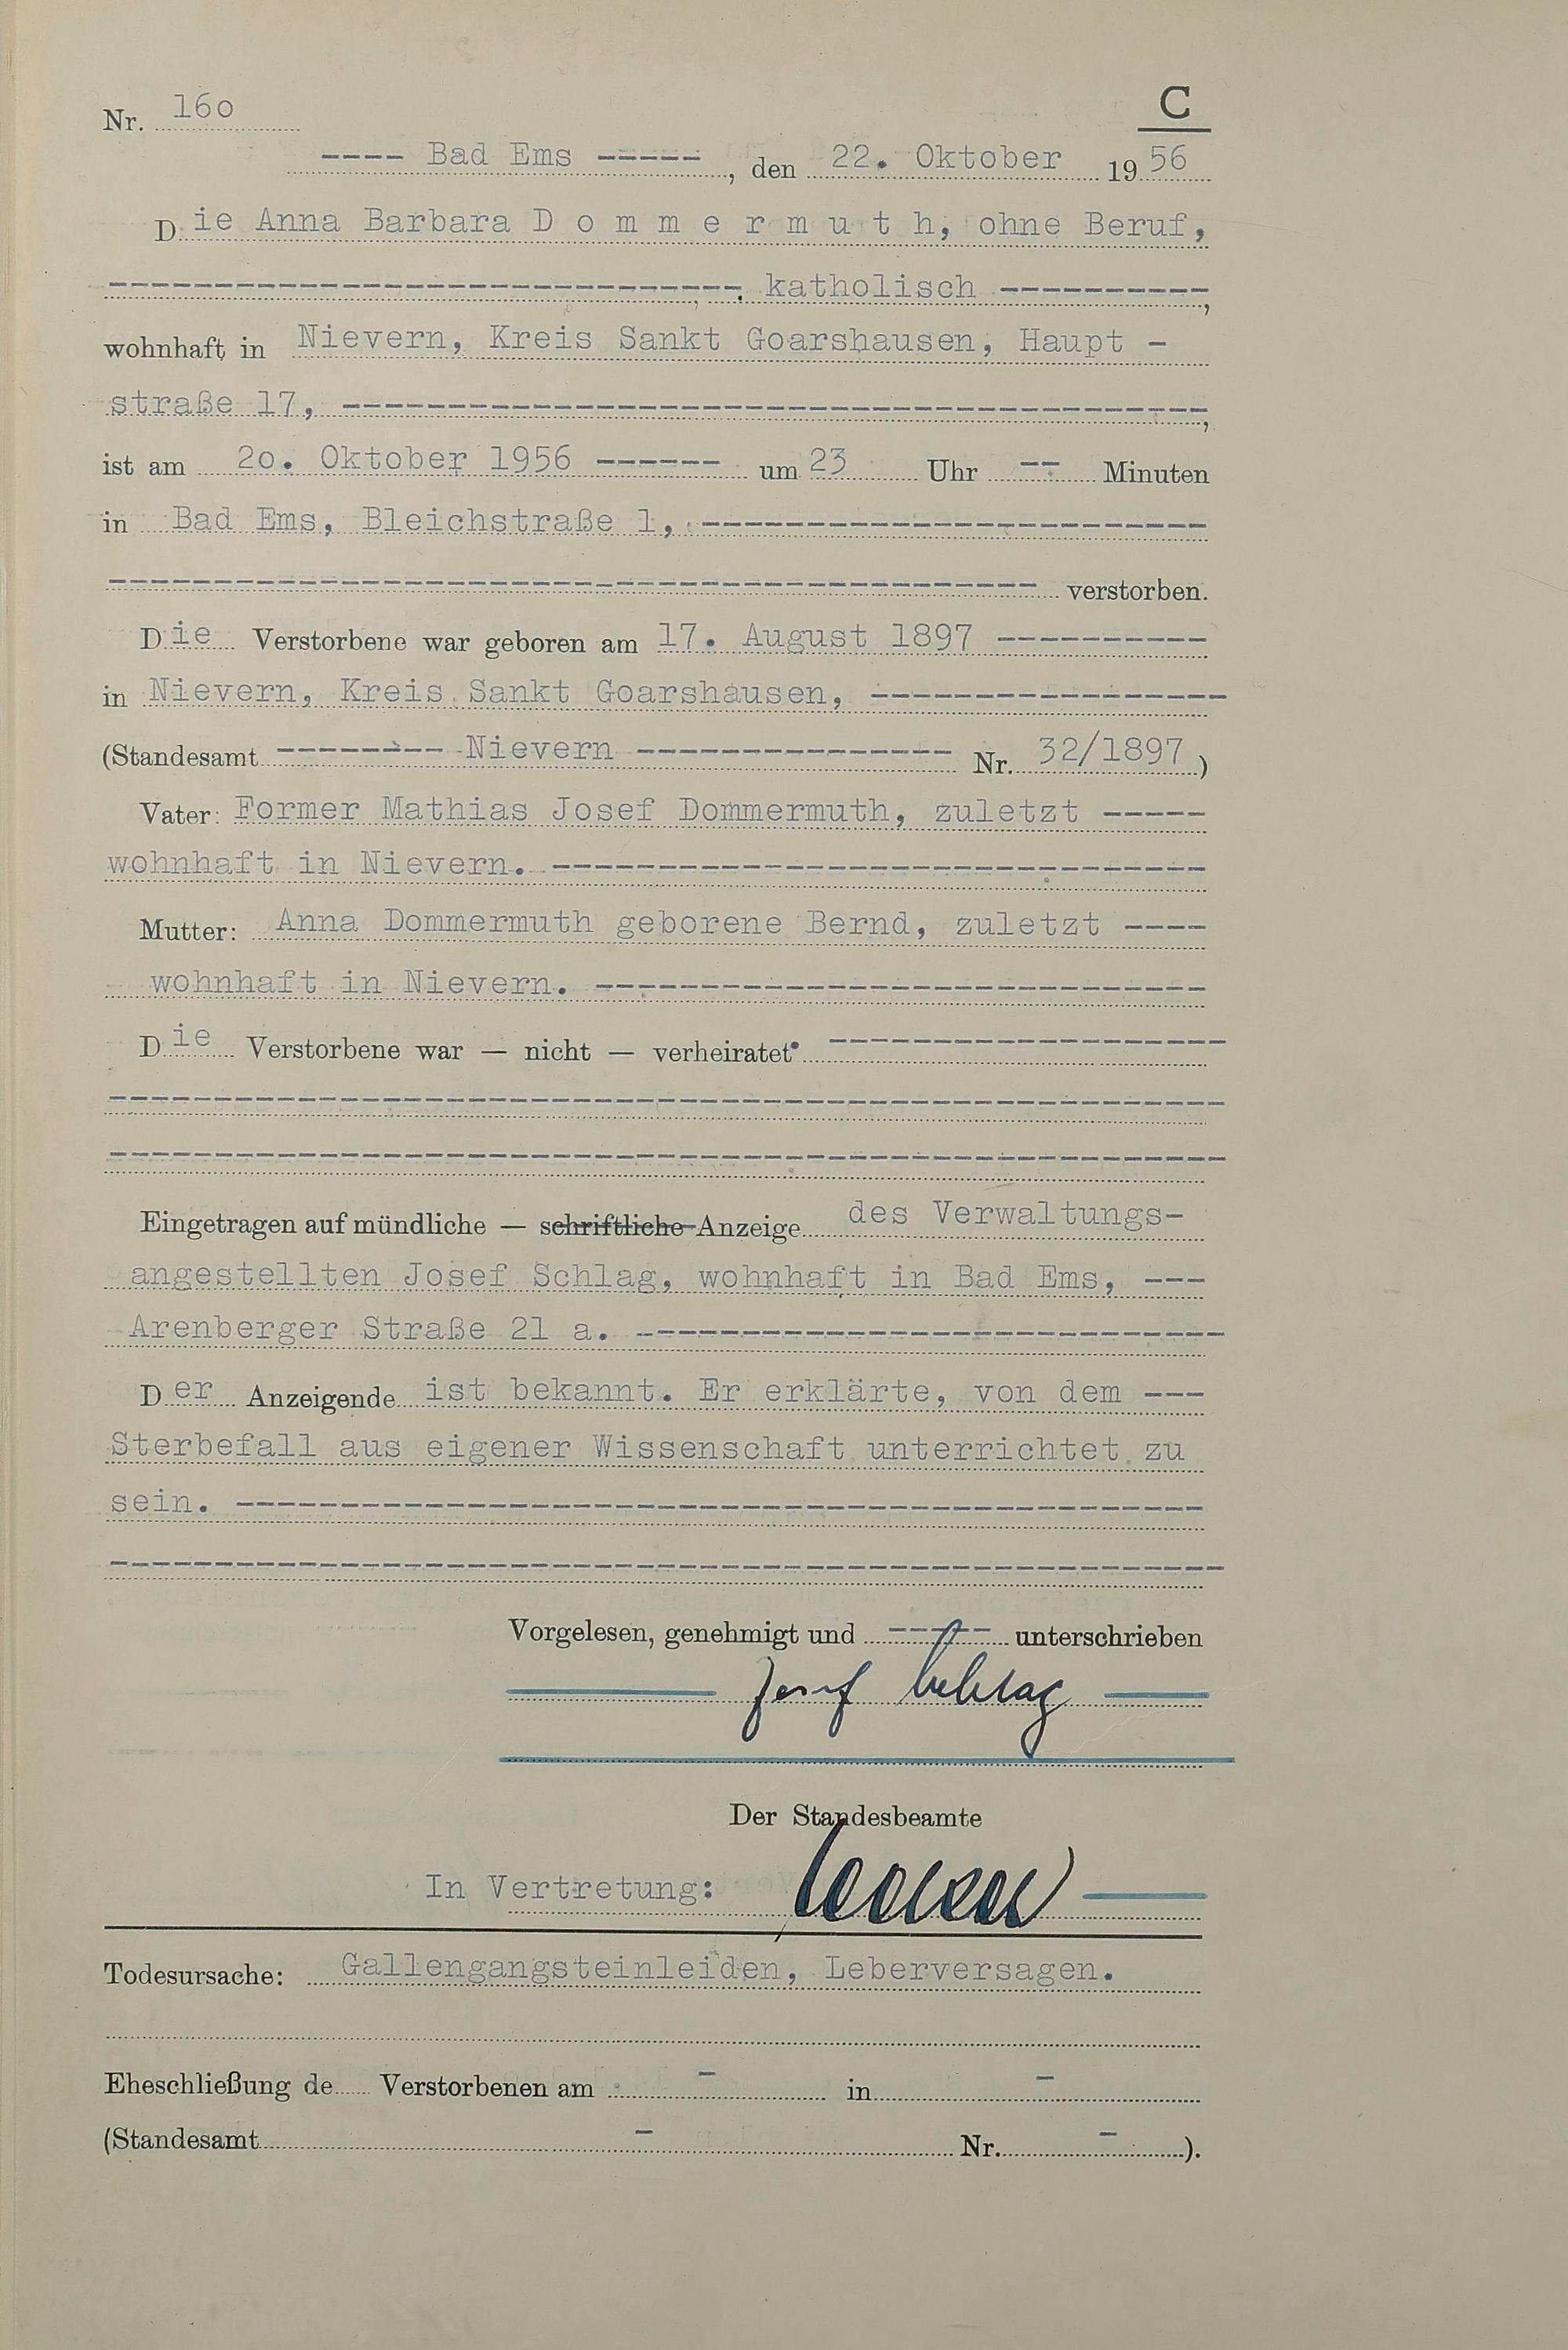 Nr. 160 C
---- Bad Ems -----, den 22. Oktober 1956
Die Anna Barbara D o m m e r m u t h, ohne Beruf,
------------------------------, katholisch ----------,
wohnhaft in Nievern, Kreis Sankt Goarshausen, Haupt -
straße 17, -----------------------------------------,
ist am 20. Oktober 1956 ------ um 23 Uhr -- Minuten
in Bad Ems, Bleichstraße 1, ------------------------
-------------------------------------------- verstorben.
Die Verstorbene war geboren am 17. August 1897 ----------
in Nievern, Kreis Sankt Goarshausen, -----------------
(Standesamt -------- Nievern --------------- Nr. 32/1897)
Vater: Former Mathias Josef Dommermuth, zuletzt -----
wohnhaft in Nievern. -------------------------------
Mutter: Anna Dommermuth geborene Bernd, zuletzt ----
wohnhaft in Nievern. -----------------------------
Die Verstorbene war — nicht — verheiratet. -------------------
-----------------------------------------------------
-----------------------------------------------------
Eingetragen auf mündliche — schriftliche Anzeige des Verwaltungs-
angestellten Josef Schlag, wohnhaft in Bad Ems, ---
Arenberger Straße 21 a. ----------------------------
Der Anzeigende ist bekannt. Er erklärte, von dem ---
Sterbefall aus eigener Wissenschaft unterrichtet zu
sein. ----------------------------------------------
-----------------------------------------------------
Vorgelesen, genehmigt und ----- unterschrieben
Josef Schlag
Der Standesbeamte
In Vertretung:
Todesursache: Gallengangsteinleiden, Leberversagen.
Eheschließung de Verstorbenen am - in -
(Standesamt - Nr. - ).